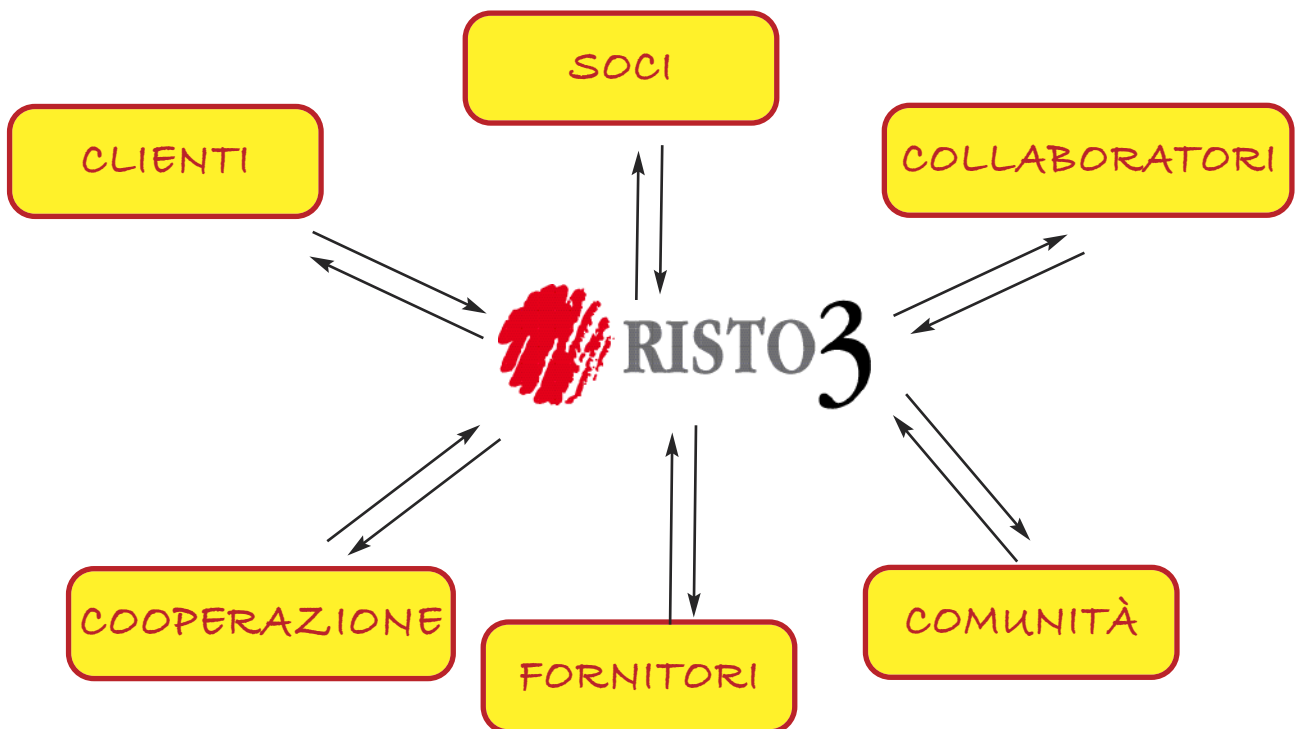 SOCI
CLIENTI
COLLABORATORI
RISTO3
COOPERAZIONE
FORNITORI
COMUNITÀ